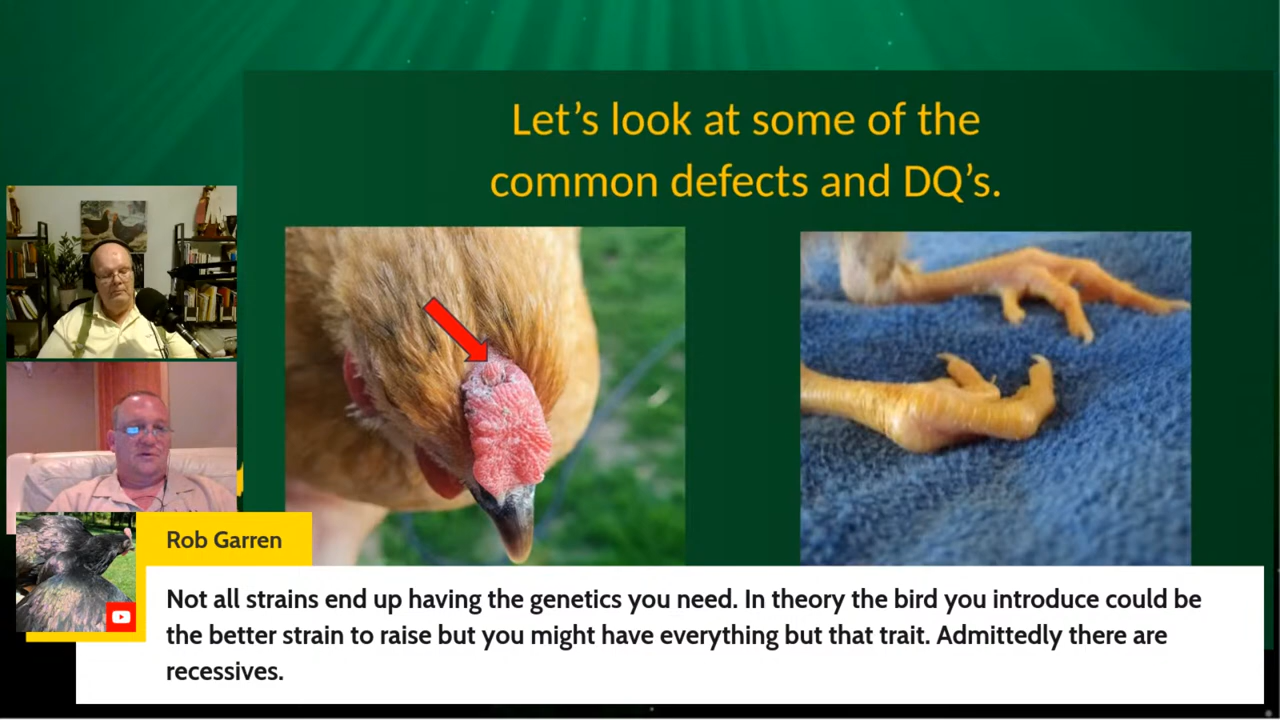 Let's look at some of the
common defects and DQ's.
Rob Garren
Not all strains end up having the genetics you need. In theory the bird you introduce could be
the better strain to raise but you might have everything but that trait. Admittedly there are
recessives.